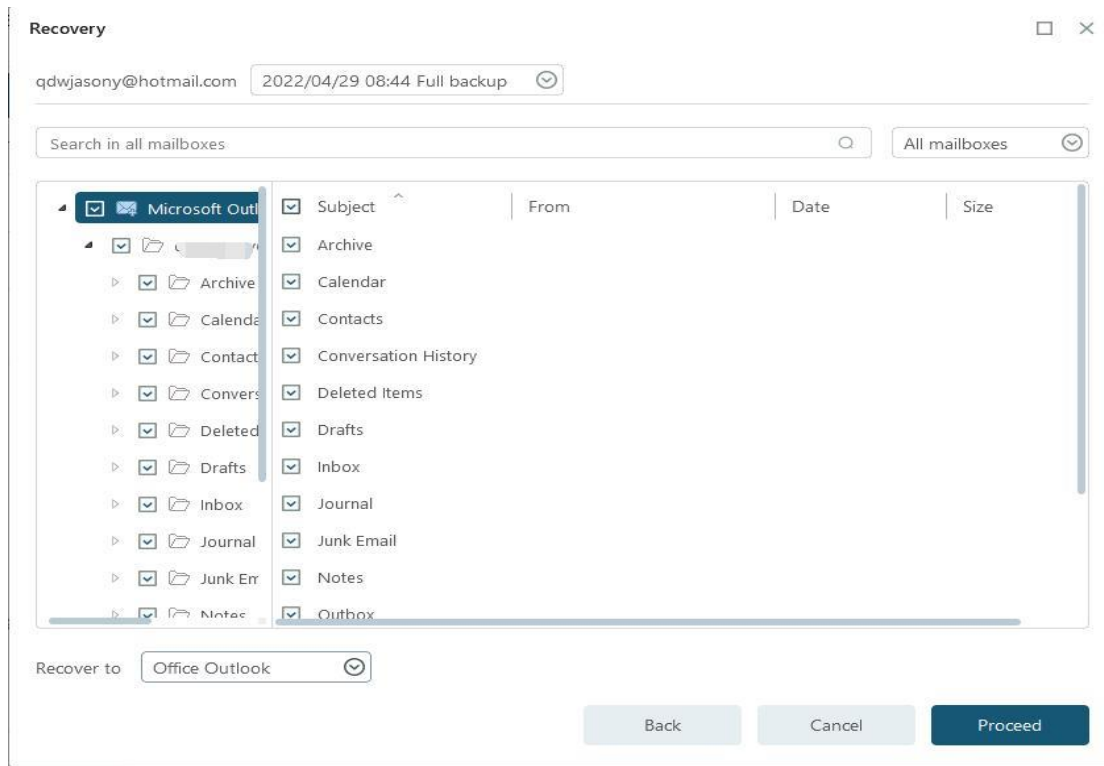 Recovery
qdwjasony@hotmail.com 2022/04/29 08:44 Full backup
Search in all mailboxes All mailboxes
Microsoft Outl Subject From Date Size
Archive
Calendar
Archive Contacts
Calenda Conversation History
Contact Deleted Items
Convers Drafts
Deleted Inbox
Drafts Journal
Inbox Junk Email
Journal Notes
Junk Em Outbox
Notes
Recover to Office Outlook
Back Cancel Proceed